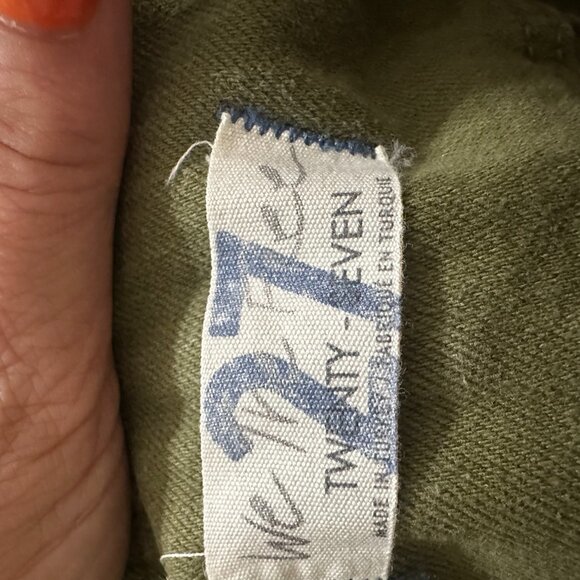 We The Free
27
TWENTY - SEVEN
MADE IN TURKEY / FABRIQUÉ EN TURQUIE